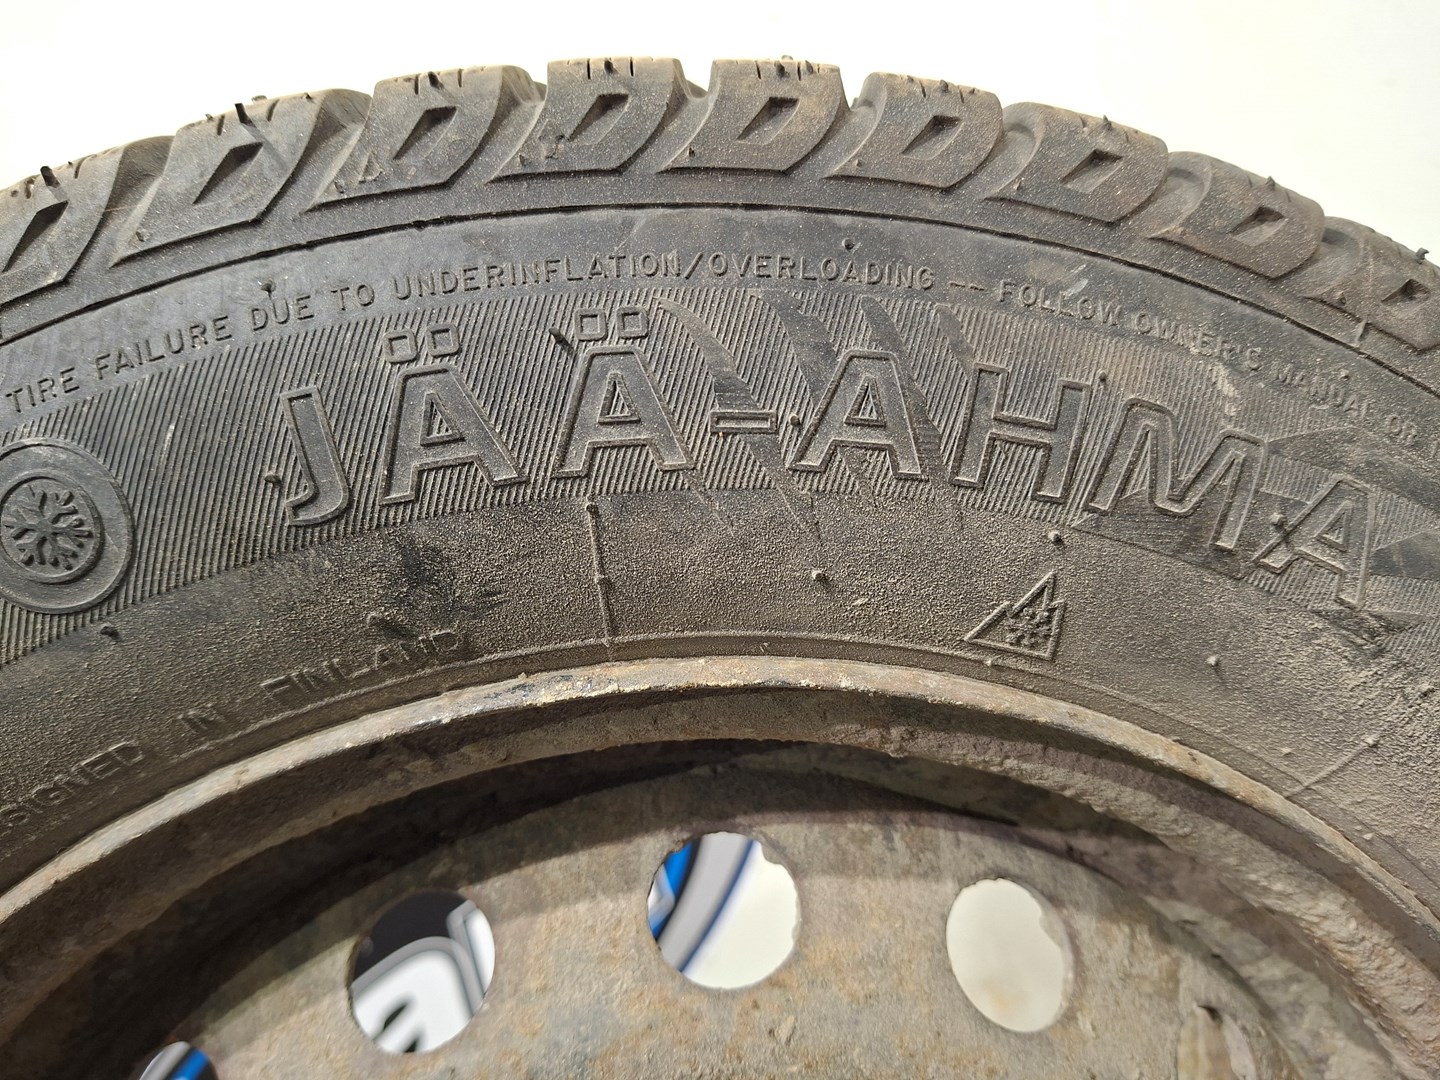 TIRE FAILURE DUE TO UNDERINFLATION/OVERLOADING -- FOLLOW OWNER'S MANUAL OR
JÄÄ-AHMA
SIGNED IN FINLAND